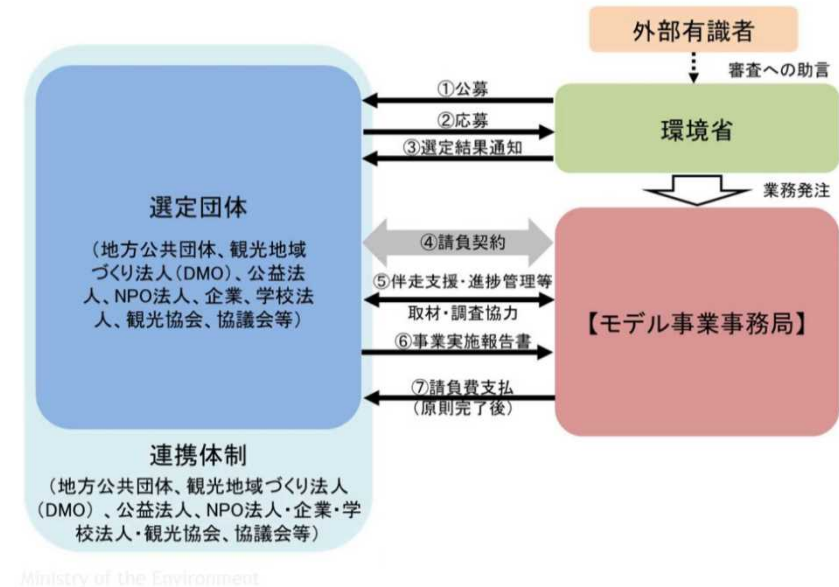 外部有識者
審査への助言
環境省
業務発注
①公募
②応募
③選定結果通知
選定団体
(地方公共団体、観光地域
づくり法人(DMO)、公益法
人、NPO法人、企業、学校法
人、観光協会、協議会等)
④請負契約
⑤伴走支援・進捗管理等
取材・調査協力
⑥事業実施報告書
⑦請負費支払
(原則完了後)
【モデル事業事務局】
連携体制
(地方公共団体、観光地域づくり法人
(DMO) 、公益法人、NPO法人・企業・学
校法人・観光協会、協議会等)
Ministry of the Environment